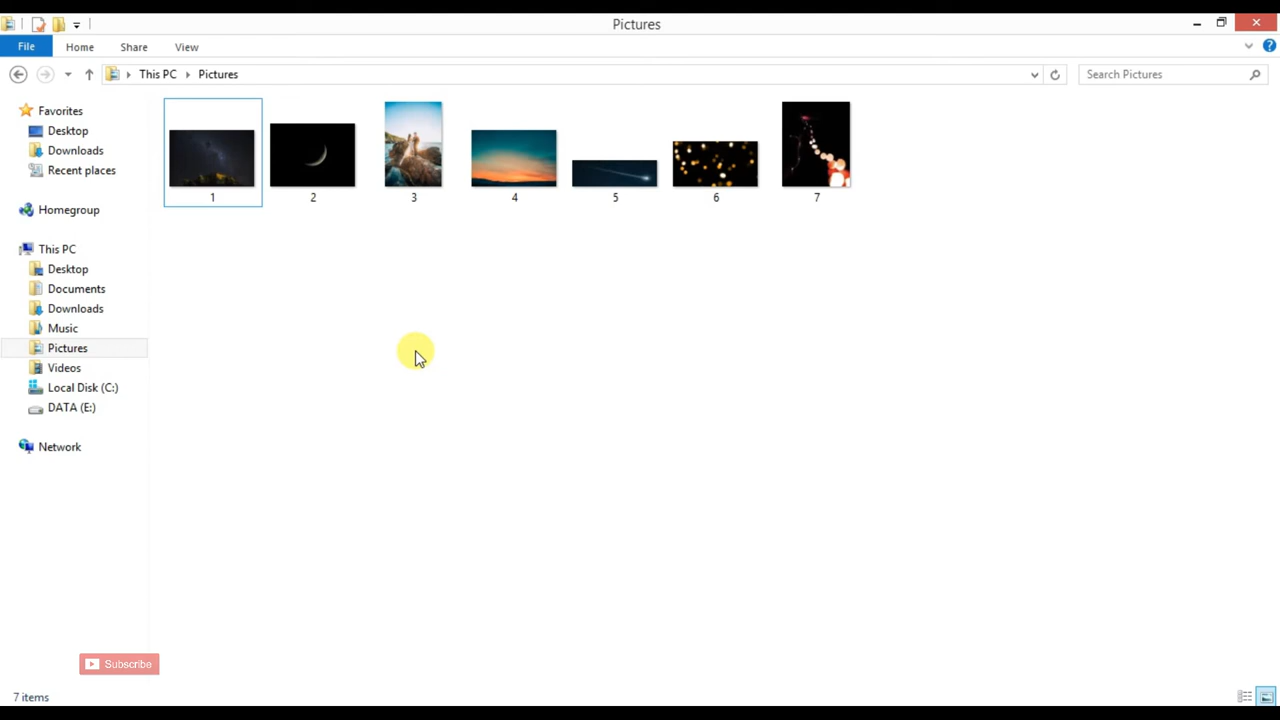 Pictures
File Home Share View
This PC Pictures Search Pictures
Favorites
Desktop
Downloads
Recent places
Homegroup
This PC
Desktop
Documents
Downloads
Music
Pictures
Videos
Local Disk (C:)
DATA (E:)
Network
1 2 3 4 5 6 7
Subscribe
7 items